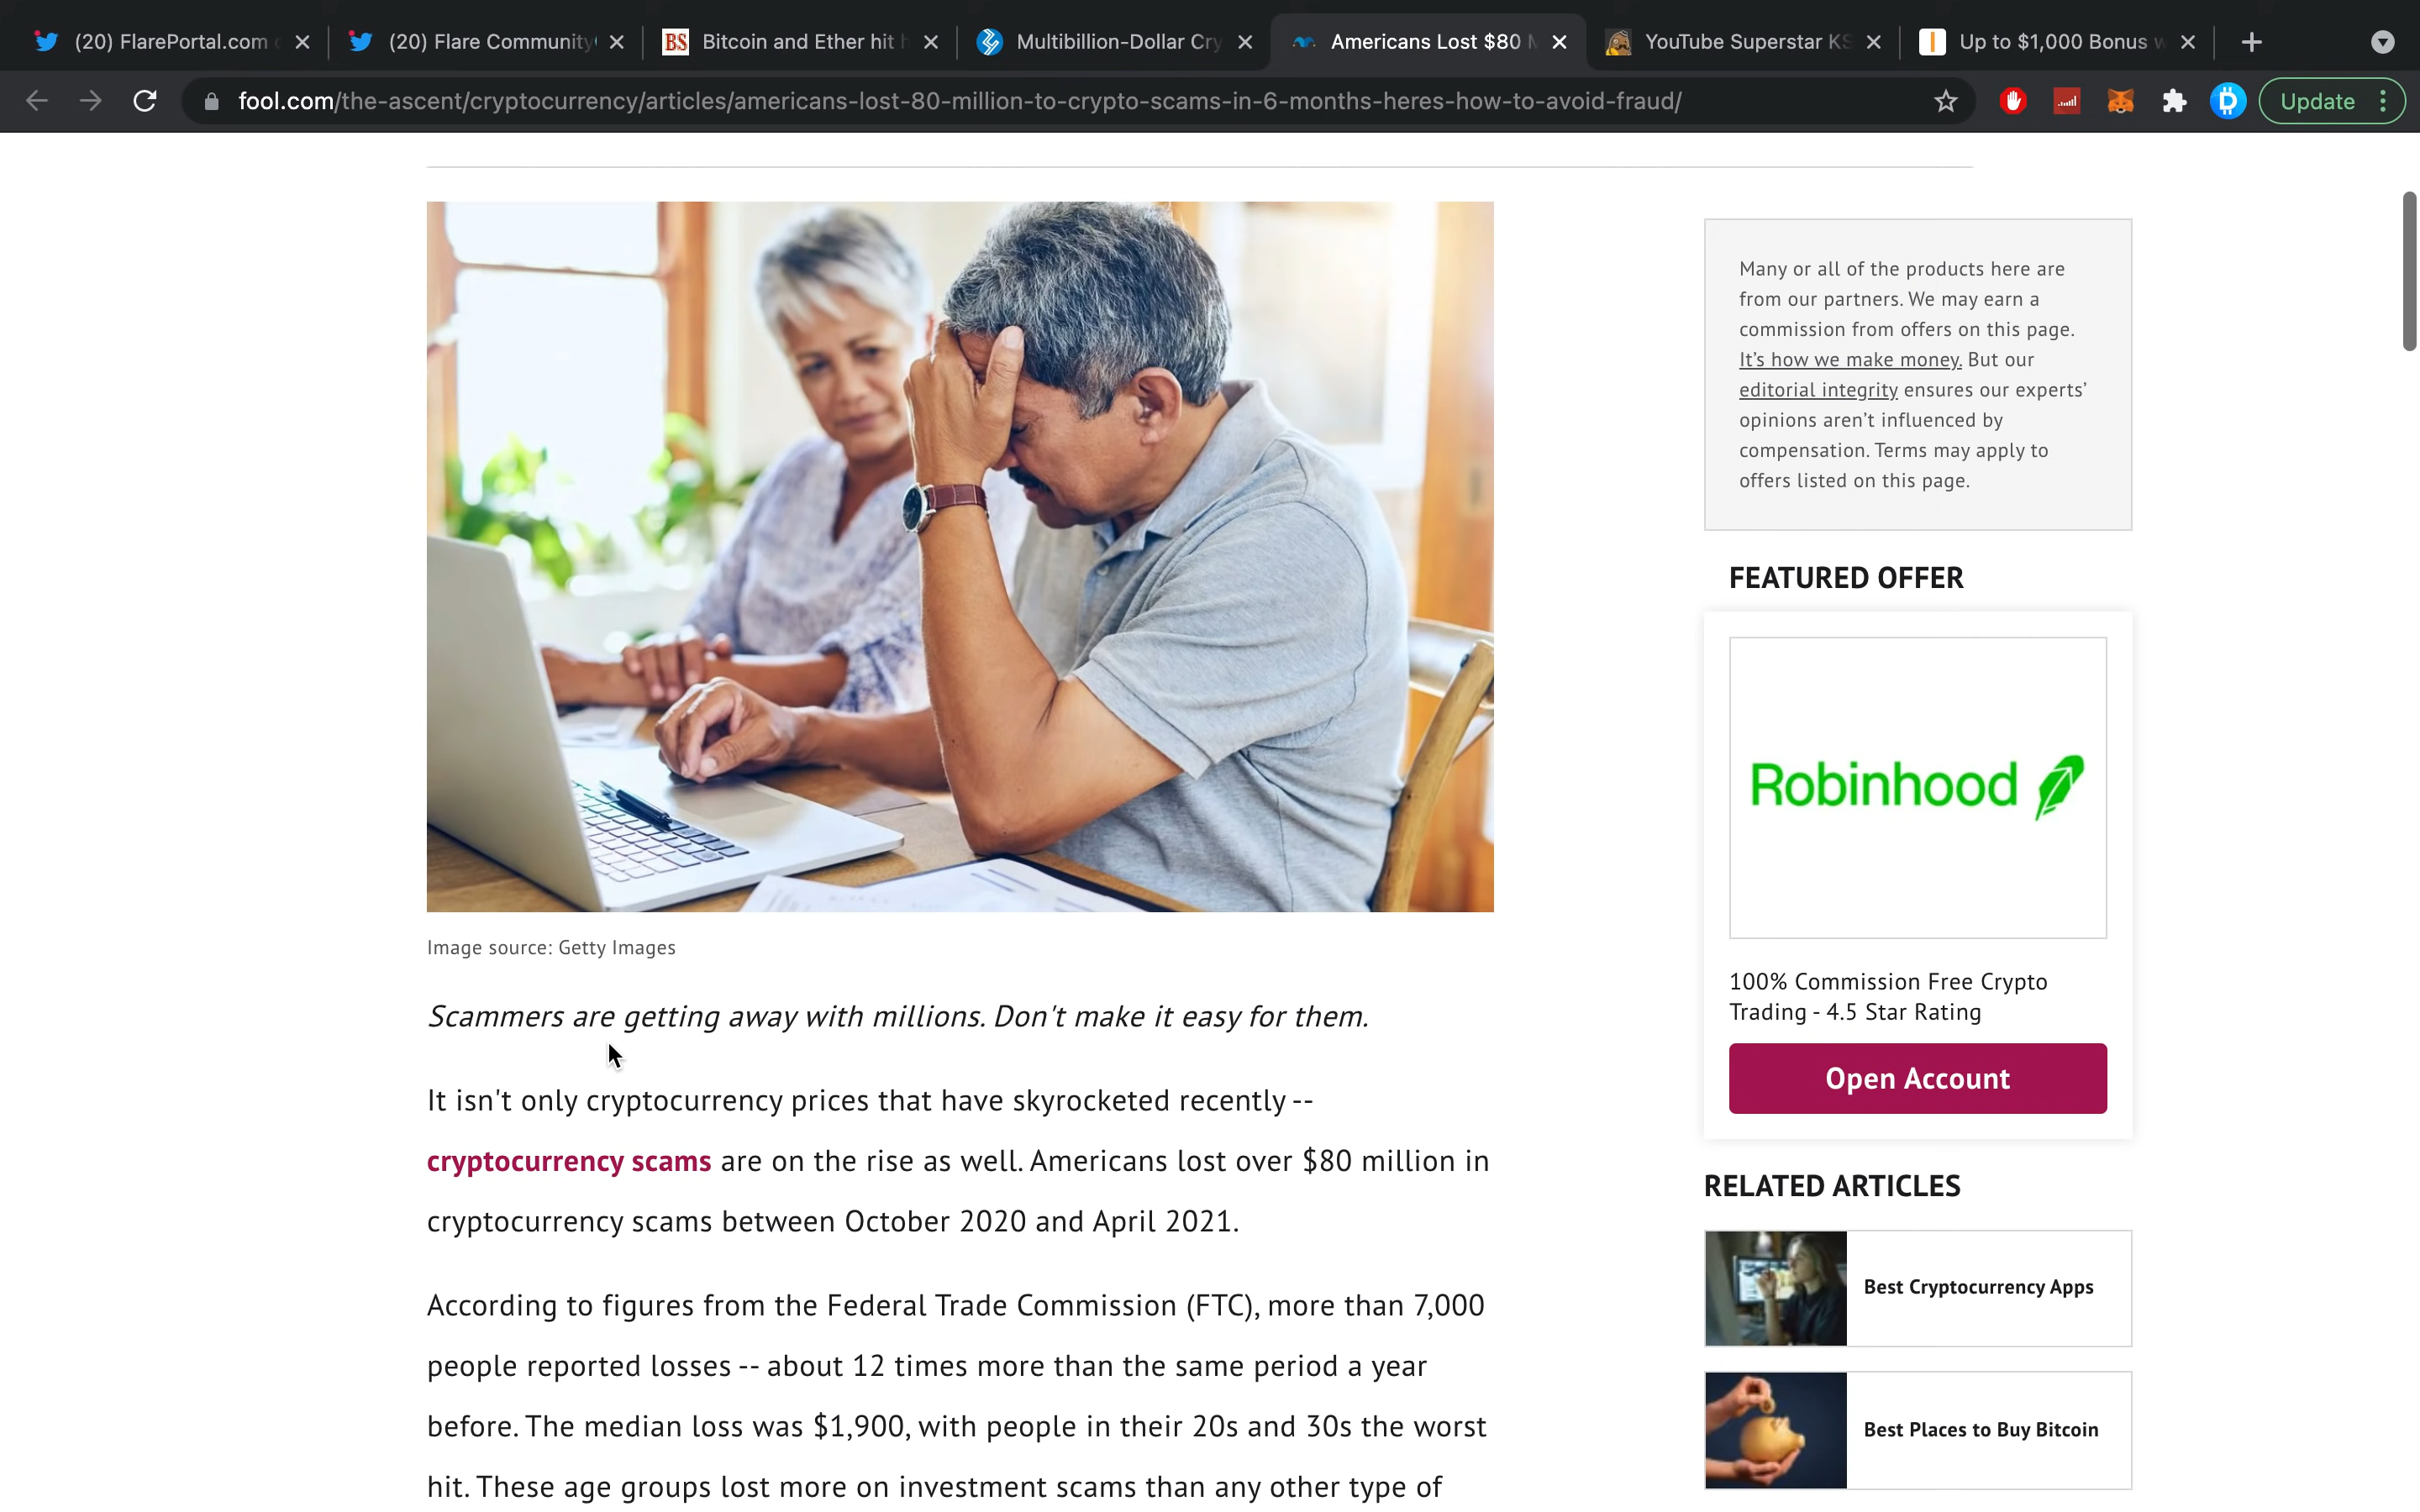 (20) FlarePortal.com
(20) Flare Community
BS
Bitcoin and Ether hit
Multibillion-Dollar Cry
Americans Lost $80
YouTube Superstar KS
Up to $1,000 Bonus
fool.com/the-ascent/cryptocurrency/articles/americans-lost-80-million-to-crypto-scams-in-6-months-heres-how-to-avoid-fraud/
Update
Many or all of the products here are
from our partners. We may earn a
commission from offers on this page.
It’s how we make money. But our
editorial integrity ensures our experts’
opinions aren’t influenced by
compensation. Terms may apply to
offers listed on this page.
FEATURED OFFER
Robinhood
100% Commission Free Crypto
Trading - 4.5 Star Rating
Open Account
RELATED ARTICLES
Best Cryptocurrency Apps
Best Places to Buy Bitcoin
Image source: Getty Images
Scammers are getting away with millions. Don't make it easy for them.
It isn't only cryptocurrency prices that have skyrocketed recently --
cryptocurrency scams are on the rise as well. Americans lost over $80 million in
cryptocurrency scams between October 2020 and April 2021.
According to figures from the Federal Trade Commission (FTC), more than 7,000
people reported losses -- about 12 times more than the same period a year
before. The median loss was $1,900, with people in their 20s and 30s the worst
hit. These age groups lost more on investment scams than any other type of